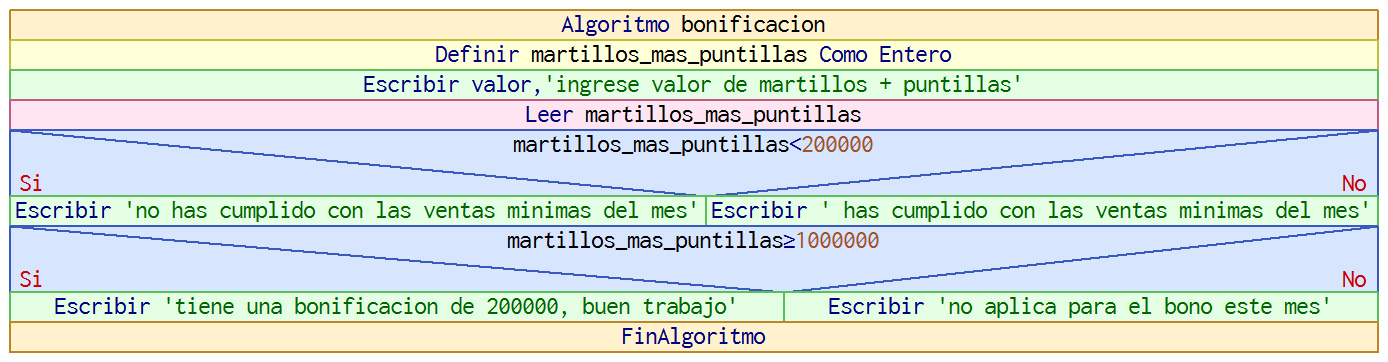 Algoritmo bonificacion
Definir martillos_mas_puntillas Como Entero
Escribir valor,'ingrese valor de martillos + puntillas'
Leer martillos_mas_puntillas
martillos_mas_puntillas<200000
Si No
Escribir 'no has cumplido con las ventas minimas del mes' Escribir ' has cumplido con las ventas minimas del mes'
martillos_mas_puntillas≥1000000
Si No
Escribir 'tiene una bonificacion de 200000, buen trabajo' Escribir 'no aplica para el bono este mes'
FinAlgoritmo